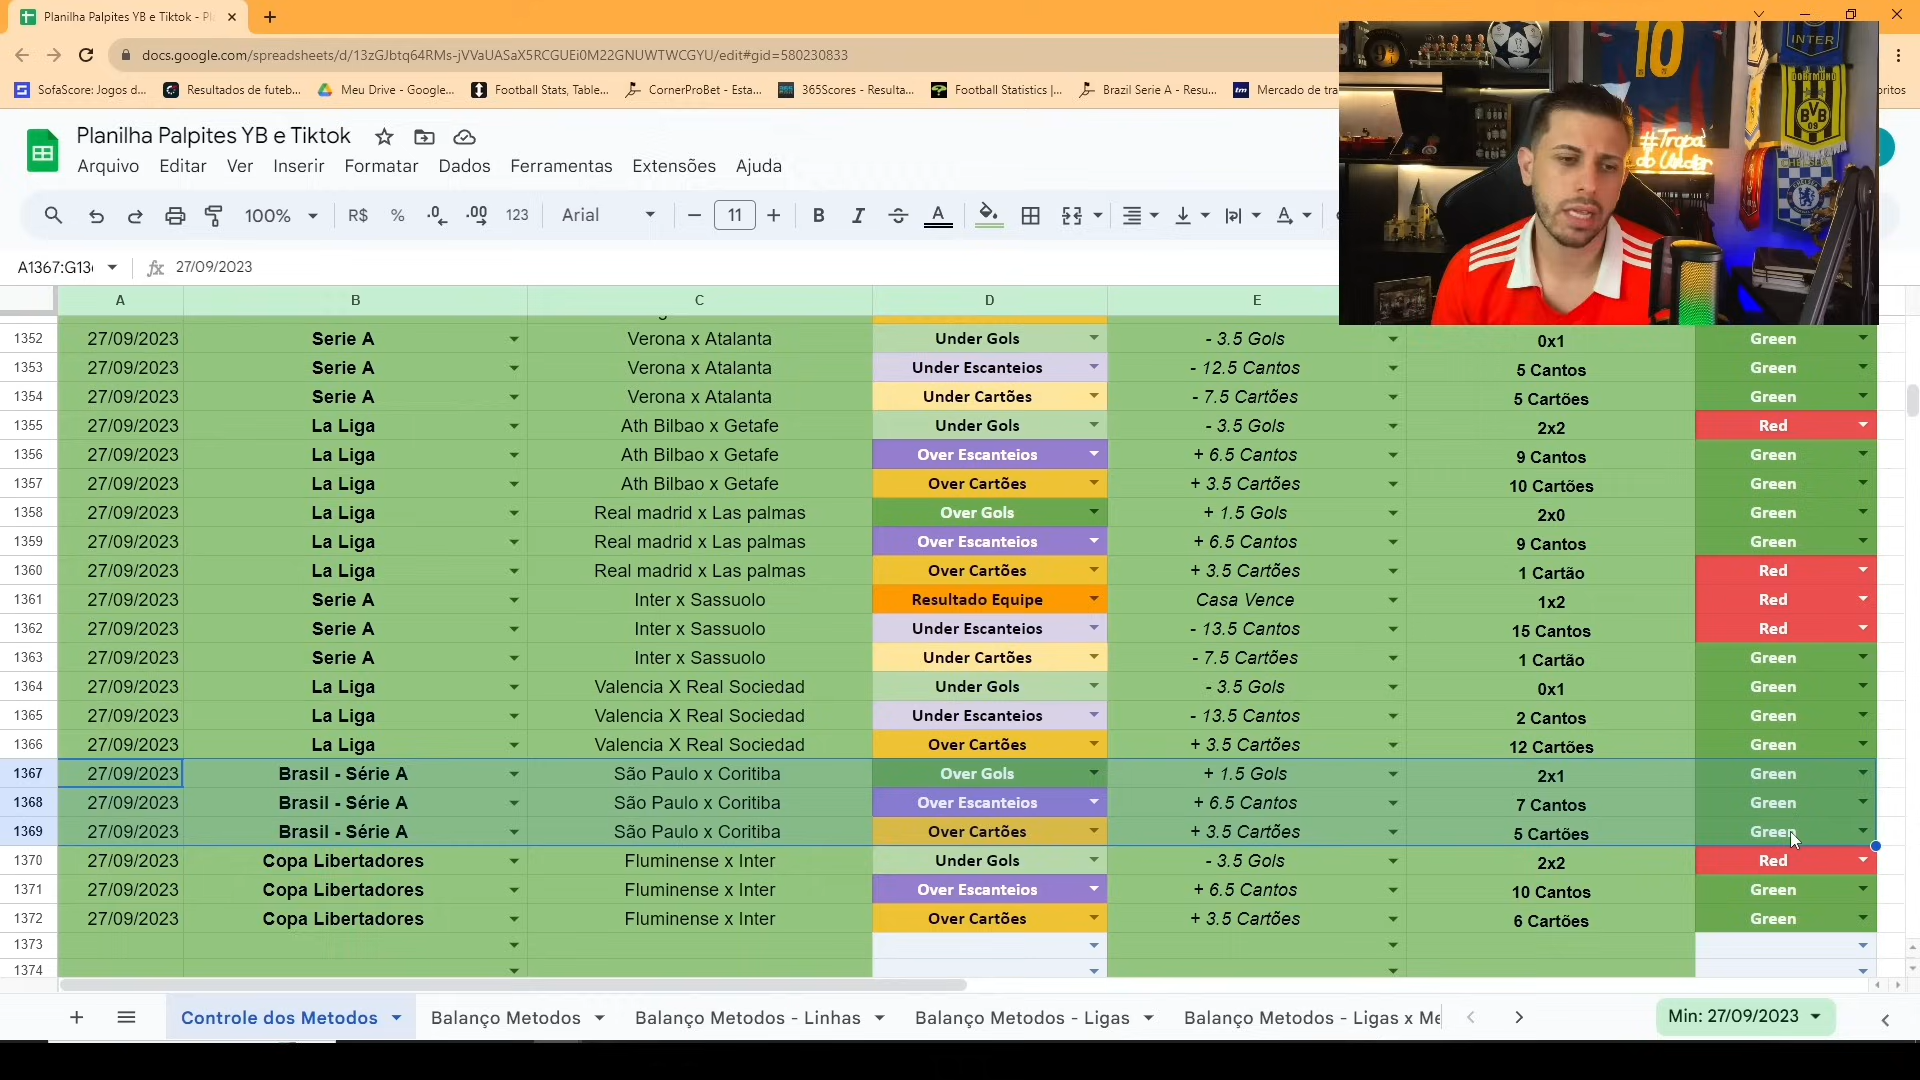 Planilha Palpites YB e Tiktok - Pl
docs.google.com/spreadsheets/d/13zGJbtq64RMs-jVVaUASaX5RCGUEi0M22GNUWTWCGYU/edit#gid=580230833
SofaScore: Jogos d... Resultados de futeb... Meu Drive - Google... Football Stats, Table... CornerProBet - Esta... 365Scores - Resulta... Football Statistics |... Brazil Serie A - Resu... Mercado de tra oritos
10
INTER
DORTMUND
BVB
09
#Tropa
do Vader
CHELSEA
Planilha Palpites YB e Tiktok
Arquivo Editar Ver Inserir Formatar Dados Ferramentas Extensões Ajuda
100% R$ % .0 .00 123 Arial 11 B I S A
A1367:G13 fx 27/09/2023
A B C D E
1352 27/09/2023 Serie A Verona x Atalanta Under Gols - 3.5 Gols 0x1 Green
1353 27/09/2023 Serie A Verona x Atalanta Under Escanteios - 12.5 Cantos 5 Cantos Green
1354 27/09/2023 Serie A Verona x Atalanta Under Cartões - 7.5 Cartões 5 Cartões Green
1355 27/09/2023 La Liga Ath Bilbao x Getafe Under Gols - 3.5 Gols 2x2 Red
1356 27/09/2023 La Liga Ath Bilbao x Getafe Over Escanteios + 6.5 Cantos 9 Cantos Green
1357 27/09/2023 La Liga Ath Bilbao x Getafe Over Cartões + 3.5 Cartões 10 Cartões Green
1358 27/09/2023 La Liga Real madrid x Las palmas Over Gols + 1.5 Gols 2x0 Green
1359 27/09/2023 La Liga Real madrid x Las palmas Over Escanteios + 6.5 Cantos 9 Cantos Green
1360 27/09/2023 La Liga Real madrid x Las palmas Over Cartões + 3.5 Cartões 1 Cartão Red
1361 27/09/2023 Serie A Inter x Sassuolo Resultado Equipe Casa Vence 1x2 Red
1362 27/09/2023 Serie A Inter x Sassuolo Under Escanteios - 13.5 Cantos 15 Cantos Red
1363 27/09/2023 Serie A Inter x Sassuolo Under Cartões - 7.5 Cartões 1 Cartão Green
1364 27/09/2023 La Liga Valencia X Real Sociedad Under Gols - 3.5 Gols 0x1 Green
1365 27/09/2023 La Liga Valencia X Real Sociedad Under Escanteios - 13.5 Cantos 2 Cantos Green
1366 27/09/2023 La Liga Valencia X Real Sociedad Over Cartões + 3.5 Cartões 12 Cartões Green
1367 27/09/2023 Brasil - Série A São Paulo x Coritiba Over Gols + 1.5 Gols 2x1 Green
1368 27/09/2023 Brasil - Série A São Paulo x Coritiba Over Escanteios + 6.5 Cantos 7 Cantos Green
1369 27/09/2023 Brasil - Série A São Paulo x Coritiba Over Cartões + 3.5 Cartões 5 Cartões Green
1370 27/09/2023 Copa Libertadores Fluminense x Inter Under Gols - 3.5 Gols 2x2 Red
1371 27/09/2023 Copa Libertadores Fluminense x Inter Over Escanteios + 6.5 Cantos 10 Cantos Green
1372 27/09/2023 Copa Libertadores Fluminense x Inter Over Cartões + 3.5 Cartões 6 Cartões Green
1373
1374
Controle dos Metodos Balanço Metodos Balanço Metodos - Linhas Balanço Metodos - Ligas Balanço Metodos - Ligas x Me Min: 27/09/2023